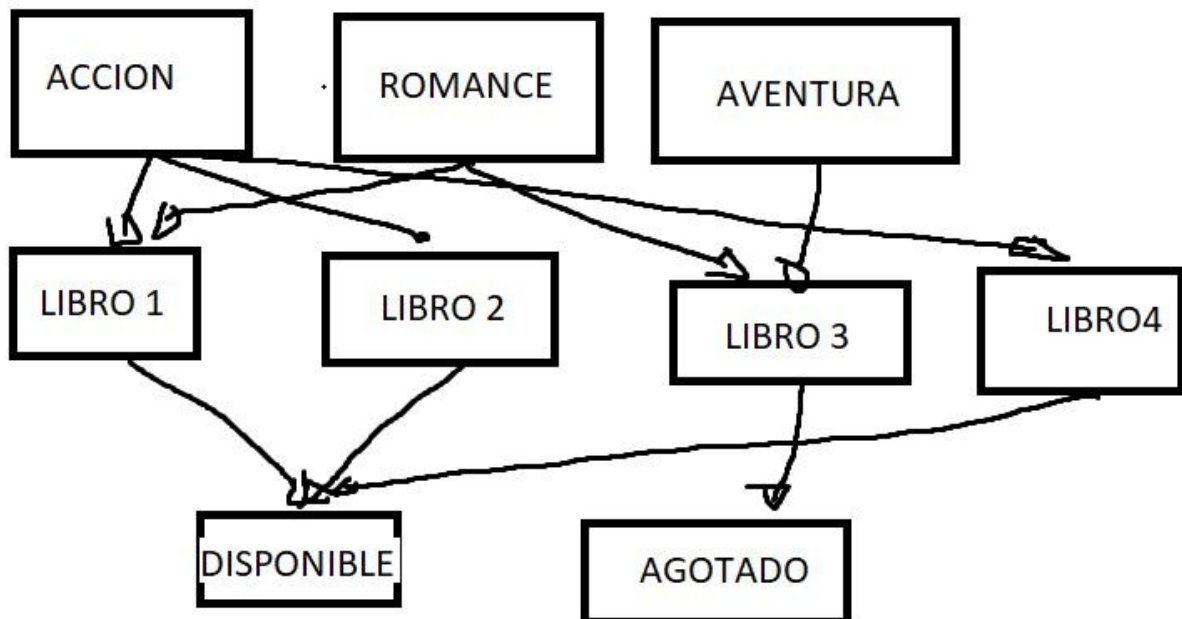 ACCION
ROMANCE
AVENTURA
LIBRO 1
LIBRO 2
LIBRO 3
LIBRO4
DISPONIBLE
AGOTADO